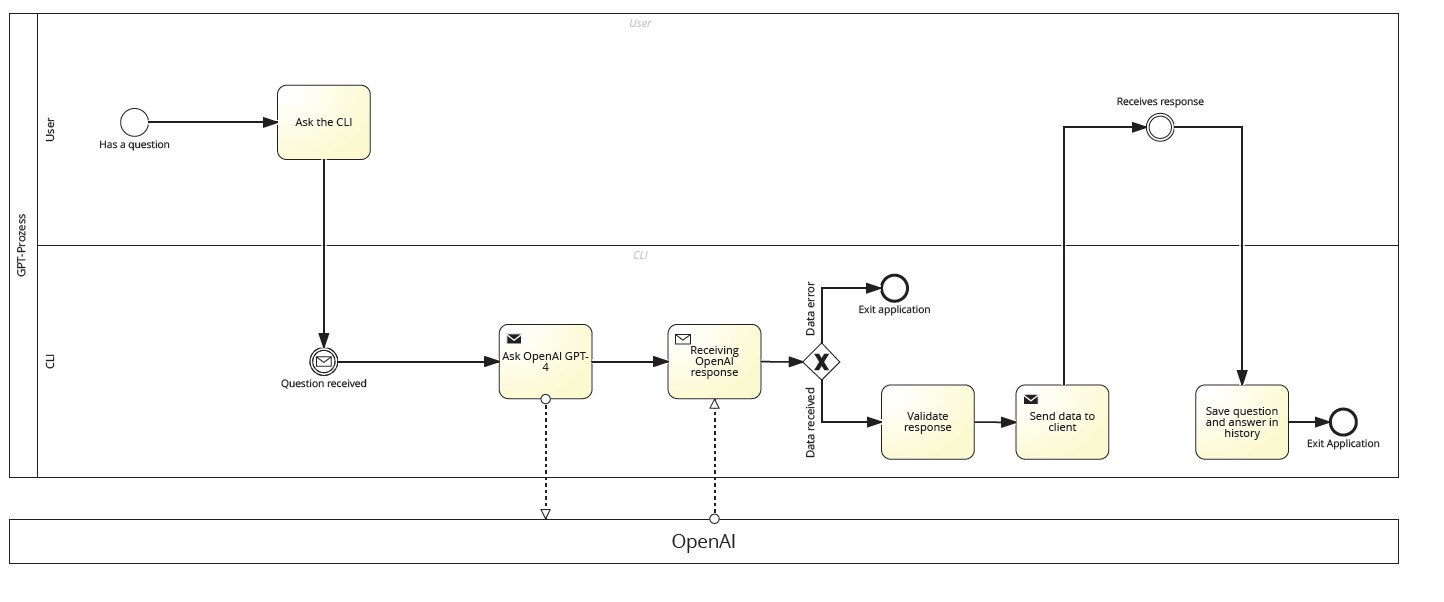 User
GPT-Prozess
User
Has a question
Ask the CLI
Receives response
CLI
CLI
Question received
Ask OpenAI GPT-
4
Receiving
OpenAI
response
Data error
Exit application
Data received
Validate
response
Send data to
client
Save question
and answer in
history
Exit Application
OpenAI